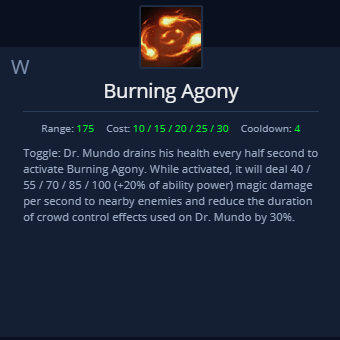 W
Burning Agony
Range: 175 Cost: 10 / 15 / 20 / 25 / 30 Cooldown: 4
Toggle: Dr. Mundo drains his health every half second to
activate Burning Agony. While activated, it will deal 40 /
55 / 70 / 85 / 100 (+20% of ability power) magic damage
per second to nearby enemies and reduce the duration
of crowd control effects used on Dr. Mundo by 30%.